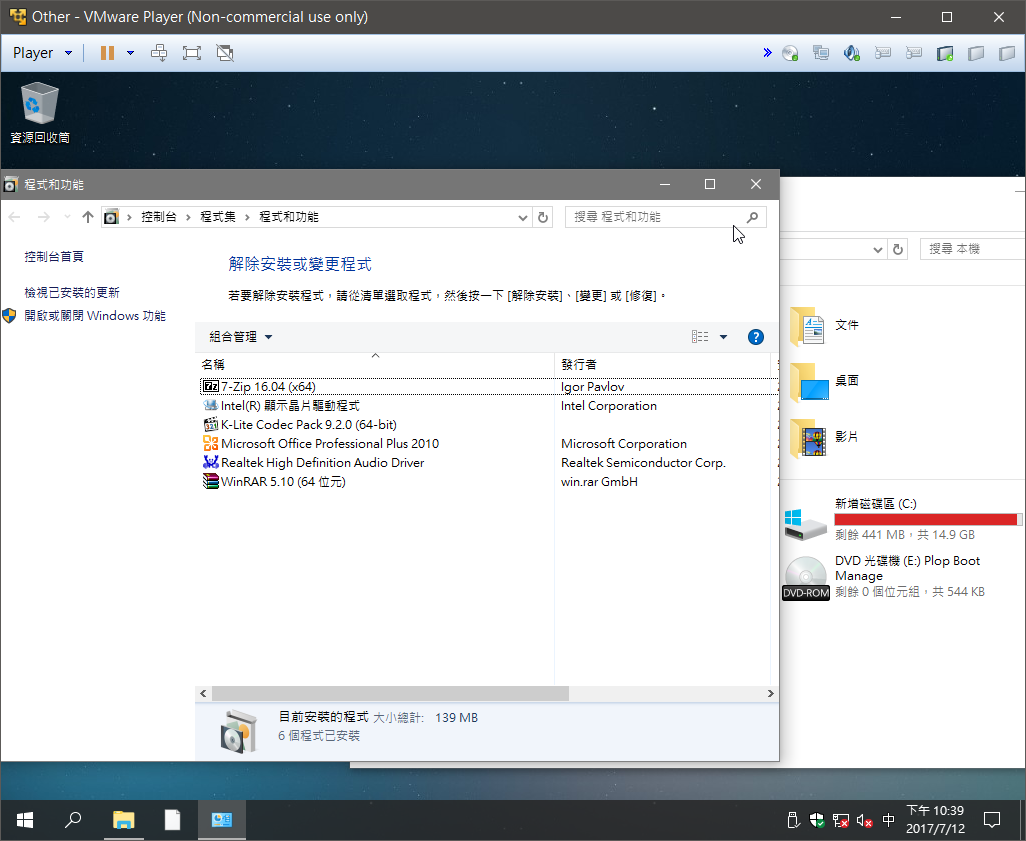 Other - VMware Player (Non-commercial use only)
Player
資源回收筒
程式和功能
控制台 › 程式集 › 程式和功能
搜尋 程式和功能
控制台首頁
檢視已安裝的更新
開啟或關閉 Windows 功能
解除安裝或變更程式
若要解除安裝程式，請從清單選取程式，然後按一下 [解除安裝]、[變更] 或 [修復]。
組合管理
名稱 發行者
7-Zip 16.04 (x64) Igor Pavlov
Intel(R) 顯示晶片驅動程式 Intel Corporation
K-Lite Codec Pack 9.2.0 (64-bit)
Microsoft Office Professional Plus 2010 Microsoft Corporation
Realtek High Definition Audio Driver Realtek Semiconductor Corp.
WinRAR 5.10 (64 位元) win.rar GmbH
目前安裝的程式 大小總計: 139 MB
6 個程式已安裝
搜尋 本機
文件
桌面
影片
新增磁碟區 (C:)
剩餘 441 MB，共 14.9 GB
DVD 光碟機 (E:) Plop Boot
Manage
剩餘 0 個位元組，共 544 KB
DVD-ROM
中
下午 10:39
2017/7/12